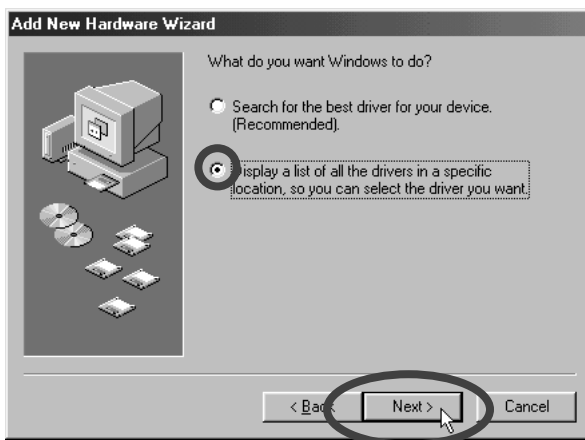 Add New Hardware Wizard
What do you want Windows to do?
Search for the best driver for your device.
(Recommended).
Display a list of all the drivers in a specific
location, so you can select the driver you want.
< Back
Next >
Cancel